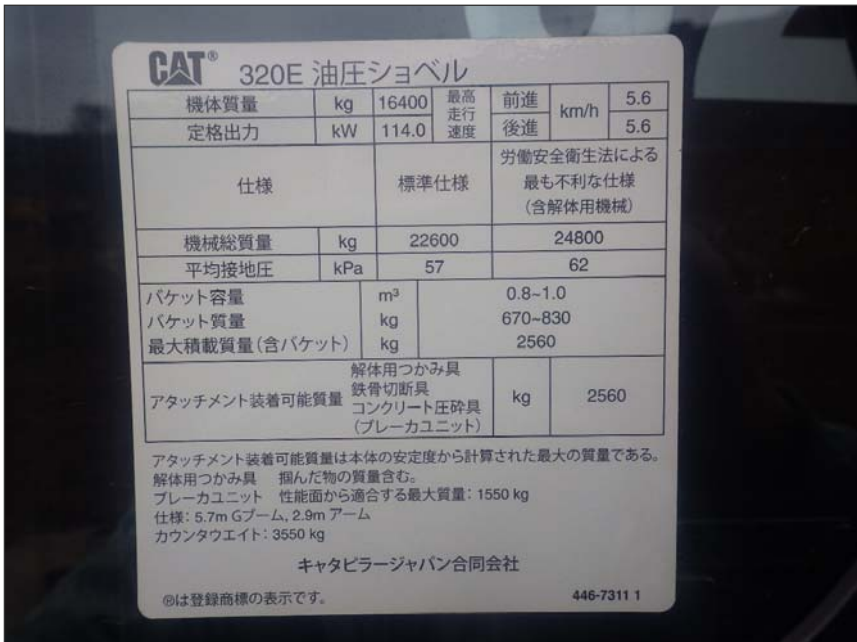 CAT® 320E 油圧ショベル
機体質量 kg 16400 最高走行速度 前進 km/h 5.6
定格出力 kW 114.0 後進 5.6
仕様 標準仕様 労働安全衛生法による最も不利な仕様(含解体用機械)
機械総質量 kg 22600 24800
平均接地圧 kPa 57 62
バケット容量 m³ 0.8~1.0
バケット質量 kg 670~830
最大積載質量(含バケット) kg 2560
アタッチメント装着可能質量 解体用つかみ具 鉄骨切断具 コンクリート圧砕具 (ブレーカユニット) kg 2560
アタッチメント装着可能質量は本体の安定度から計算された最大の質量である。
解体用つかみ具 掴んだ物の質量含む。
ブレーカユニット 性能面から適合する最大質量: 1550 kg
仕様: 5.7m Gブーム, 2.9m アーム
カウンタウエイト: 3550 kg
キャタピラージャパン合同会社
®は登録商標の表示です。 446-7311 1